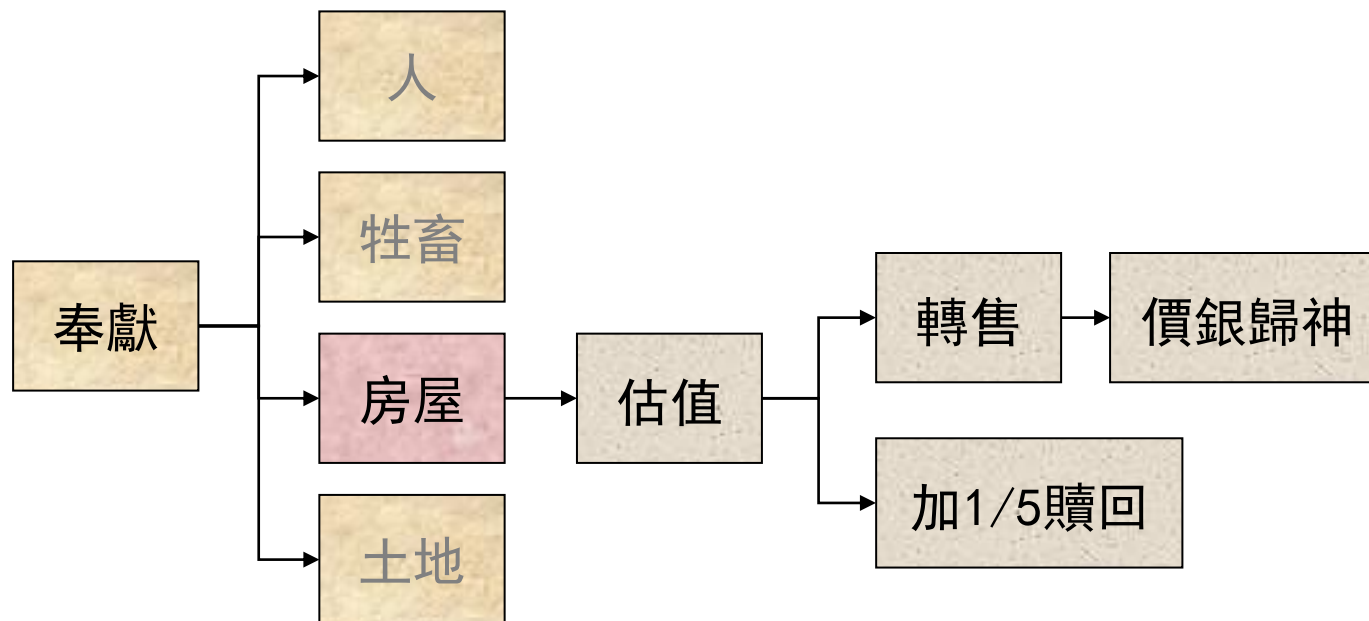 人
牲畜
奉獻
房屋
估值
轉售
價銀歸神
加1/5贖回
土地